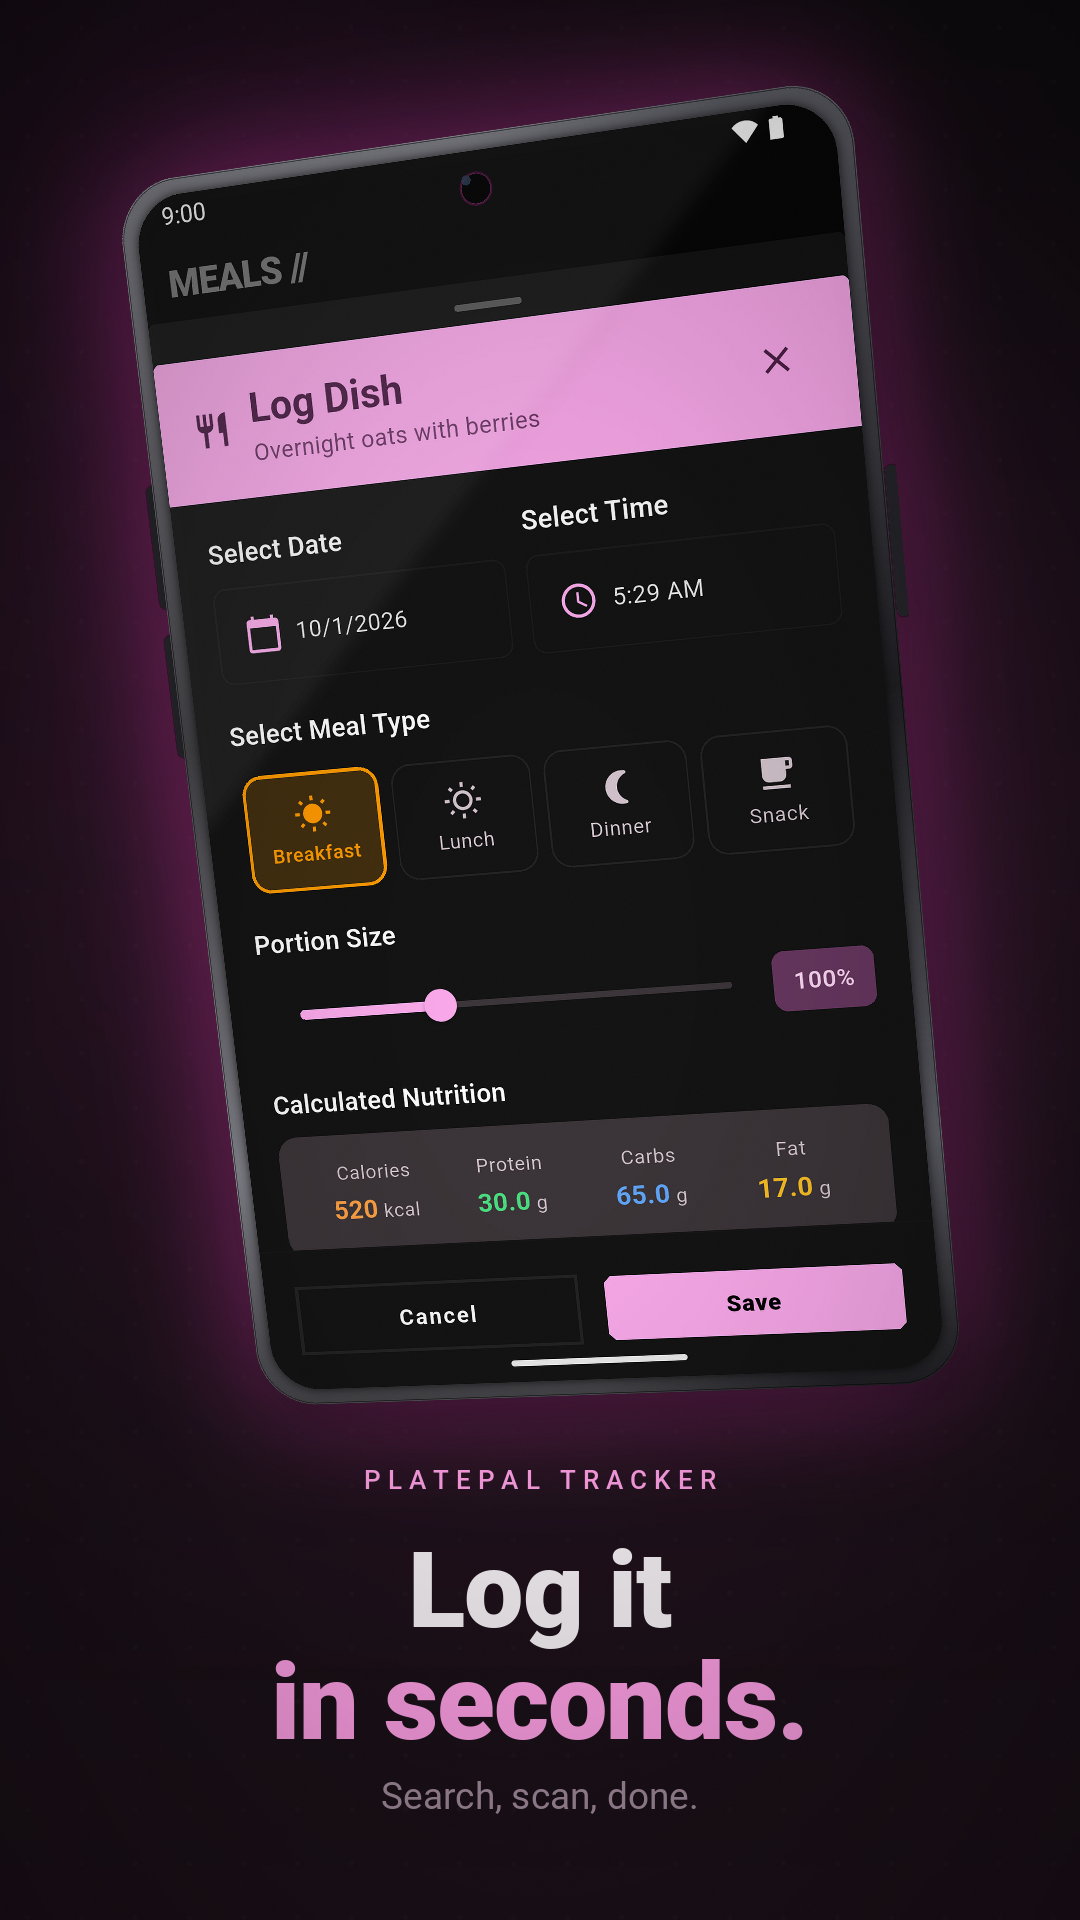 9:00
MEALS //
Log Dish
Overnight oats with berries
Select Date
Select Time
10/1/2026
5:29 AM
Select Meal Type
Breakfast
Lunch
Dinner
Snack
Portion Size
100%
Calculated Nutrition
Calories
Protein
Carbs
Fat
520 kcal
30.0 g
65.0 g
17.0 g
Cancel
Save
PLATEPAL TRACKER
Log it
in seconds.
Search, scan, done.